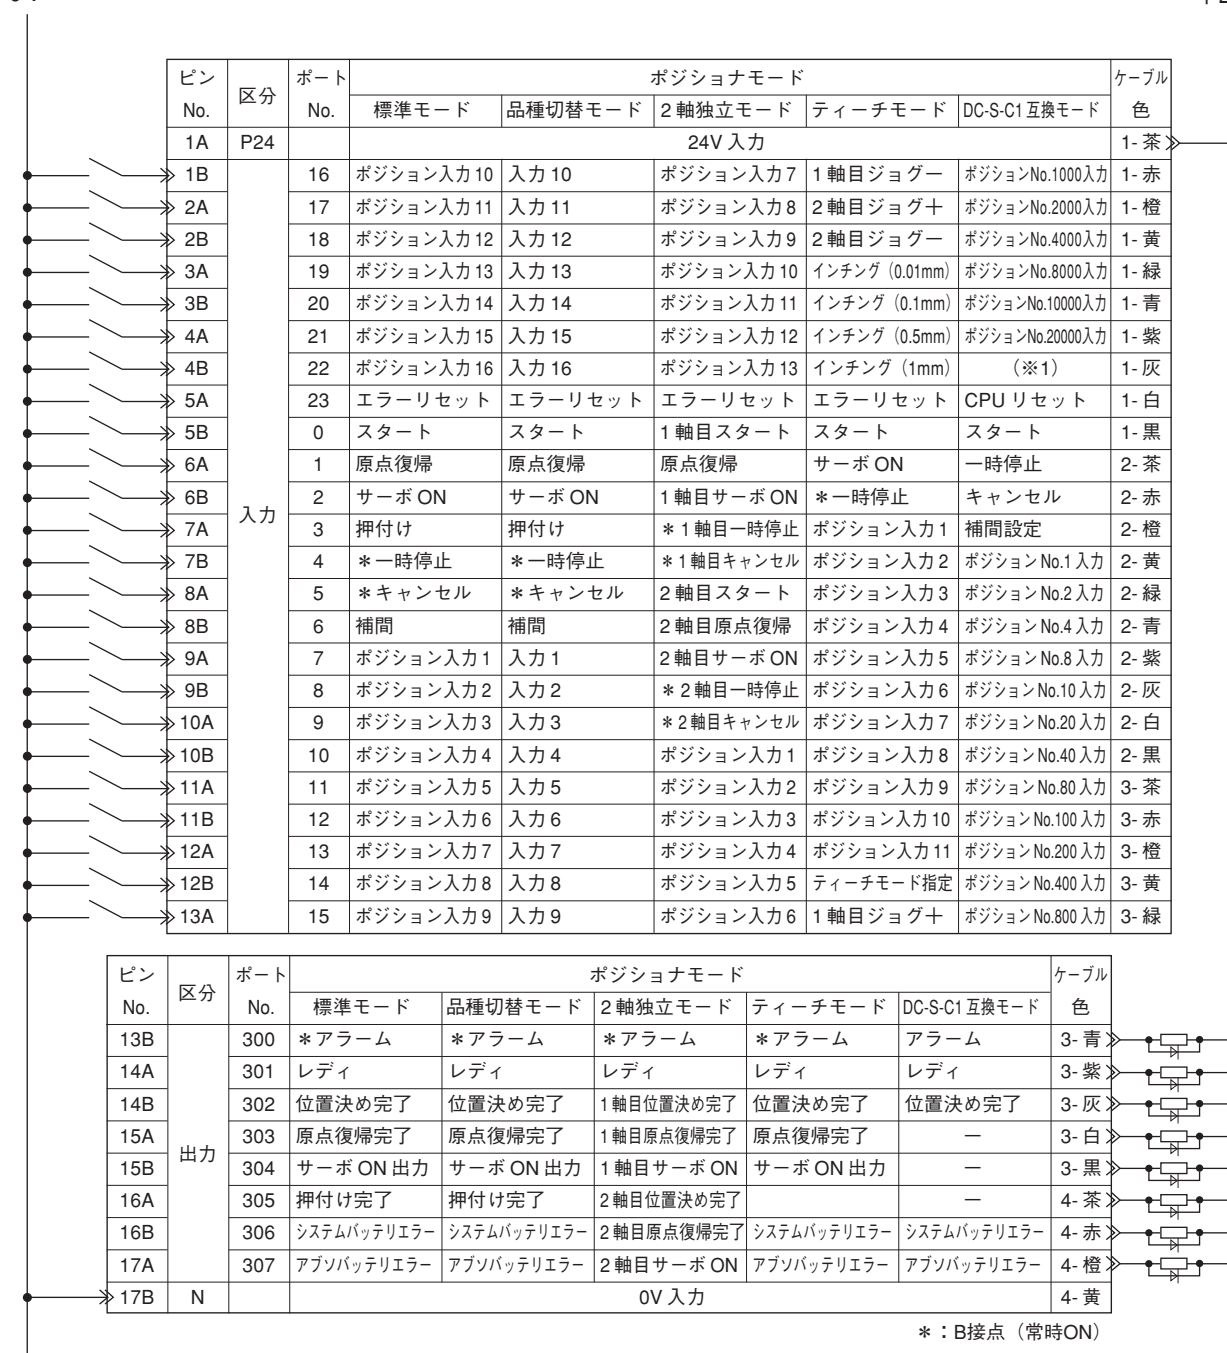 ピン 区分 ポート ポジショナモード ケーブル
No. No. 標準モード 品種切替モード 2軸独立モード ティーチモード DC-S-C1互換モード 色
1A P24 24V入力 1-茶
1B 16 ポジション入力10 入力10 ポジション入力7 1軸目ジョグー ポジションNo.1000入力 1-赤
2A 17 ポジション入力11 入力11 ポジション入力8 2軸目ジョグ＋ ポジションNo.2000入力 1-橙
2B 18 ポジション入力12 入力12 ポジション入力9 2軸目ジョグー ポジションNo.4000入力 1-黄
3A 19 ポジション入力13 入力13 ポジション入力10 インチング（0.01mm） ポジションNo.8000入力 1-緑
3B 20 ポジション入力14 入力14 ポジション入力11 インチング（0.1mm） ポジションNo.10000入力 1-青
4A 21 ポジション入力15 入力15 ポジション入力12 インチング（0.5mm） ポジションNo.20000入力 1-紫
4B 22 ポジション入力16 入力16 ポジション入力13 インチング（1mm） （※1） 1-灰
5A 23 エラーリセット エラーリセット エラーリセット エラーリセット CPUリセット 1-白
5B 0 スタート スタート 1軸目スタート スタート スタート 1-黒
6A 1 原点復帰 原点復帰 原点復帰 サーボON 一時停止 2-茶
6B 入力 2 サーボON サーボON 1軸目サーボON ＊一時停止 キャンセル 2-赤
7A 3 押付け 押付け ＊1軸目一時停止 ポジション入力1 補間設定 2-橙
7B 4 ＊一時停止 ＊一時停止 ＊1軸目キャンセル ポジション入力2 ポジションNo.1入力 2-黄
8A 5 ＊キャンセル ＊キャンセル 2軸目スタート ポジション入力3 ポジションNo.2入力 2-緑
8B 6 補間 補間 2軸目原点復帰 ポジション入力4 ポジションNo.4入力 2-青
9A 7 ポジション入力1 入力1 2軸目サーボON ポジション入力5 ポジションNo.8入力 2-紫
9B 8 ポジション入力2 入力2 ＊2軸目一時停止 ポジション入力6 ポジションNo.10入力 2-灰
10A 9 ポジション入力3 入力3 ＊2軸目キャンセル ポジション入力7 ポジションNo.20入力 2-白
10B 10 ポジション入力4 入力4 ポジション入力1 ポジション入力8 ポジションNo.40入力 2-黒
11A 11 ポジション入力5 入力5 ポジション入力2 ポジション入力9 ポジションNo.80入力 3-茶
11B 12 ポジション入力6 入力6 ポジション入力3 ポジション入力10 ポジションNo.100入力 3-赤
12A 13 ポジション入力7 入力7 ポジション入力4 ポジション入力11 ポジションNo.200入力 3-橙
12B 14 ポジション入力8 入力8 ポジション入力5 ティーチモード指定 ポジションNo.400入力 3-黄
13A 15 ポジション入力9 入力9 ポジション入力6 1軸目ジョグ＋ ポジションNo.800入力 3-緑
ピン 区分 ポート ポジショナモード ケーブル
No. No. 標準モード 品種切替モード 2軸独立モード ティーチモード DC-S-C1互換モード 色
13B 300 ＊アラーム ＊アラーム ＊アラーム ＊アラーム アラーム 3-青
14A 301 レディ レディ レディ レディ レディ 3-紫
14B 302 位置決め完了 位置決め完了 1軸目位置決め完了 位置決め完了 位置決め完了 3-灰
15A 出力 303 原点復帰完了 原点復帰完了 1軸目原点復帰完了 原点復帰完了 － 3-白
15B 304 サーボON出力 サーボON出力 1軸目サーボON サーボON出力 － 3-黒
16A 305 押付け完了 押付け完了 2軸目位置決め完了 － 4-茶
16B 306 システムバッテリエラー システムバッテリエラー 2軸目原点復帰完了 システムバッテリエラー システムバッテリエラー 4-赤
17A 307 アブソバッテリエラー アブソバッテリエラー 2軸目サーボON アブソバッテリエラー アブソバッテリエラー 4-橙
17B N 0V入力 4-黄
＊：B接点（常時ON）